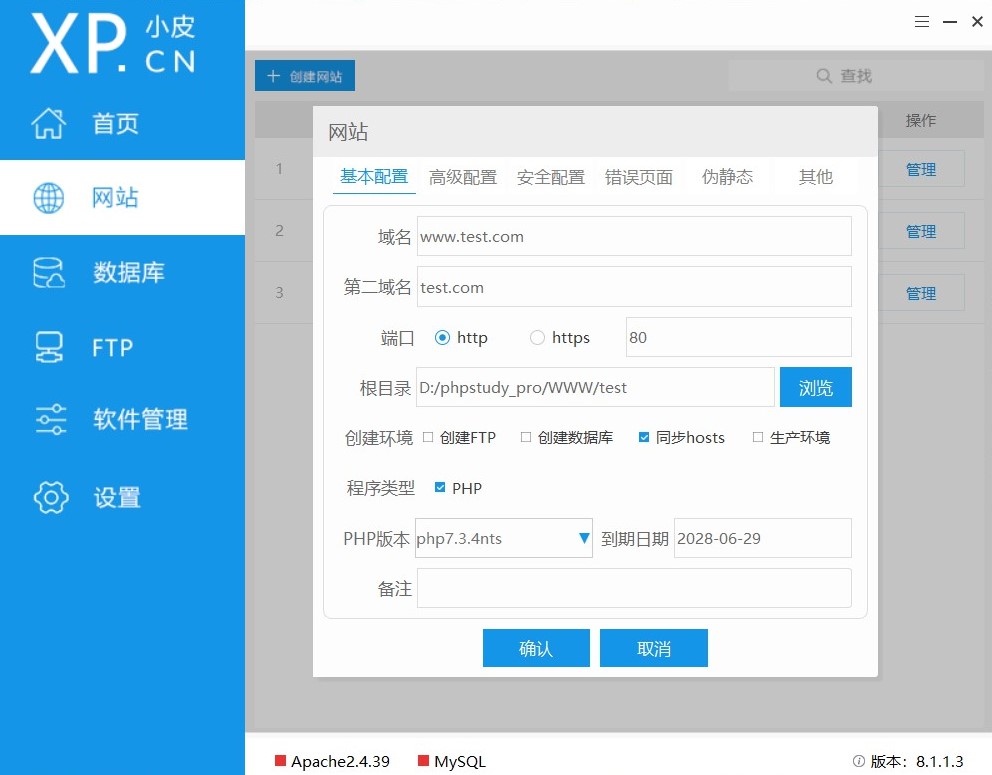 XP. 小皮 CN
首页
网站
数据库
FTP
软件管理
设置
+ 创建网站
查找
操作
1 管理
2 管理
3 管理
网站
基本配置 高级配置 安全配置 错误页面 伪静态 其他
域名 www.test.com
第二域名 test.com
端口 http https 80
根目录 D:/phpstudy_pro/WWW/test 浏览
创建环境 创建FTP 创建数据库 同步hosts 生产环境
程序类型 PHP
PHP版本 php7.3.4nts 到期日期 2028-06-29
备注
确认 取消
Apache2.4.39 MySQL 版本：8.1.1.3